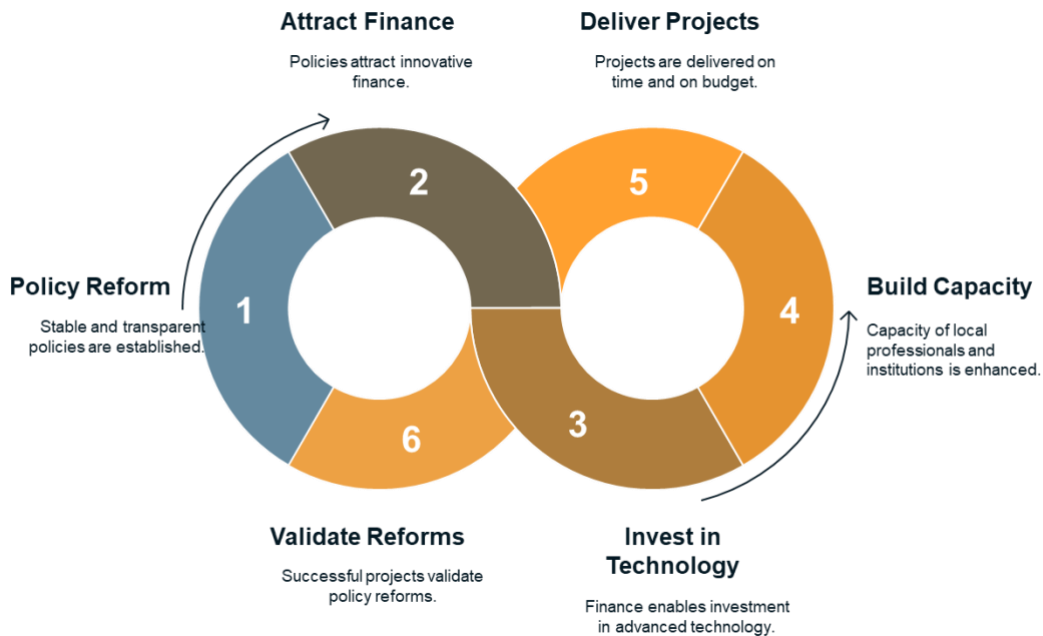 Attract Finance
Policies attract innovative
finance.
Deliver Projects
Projects are delivered on
time and on budget.
2
5
Policy Reform
Stable and transparent
policies are established.
1
4
Build Capacity
Capacity of local
professionals and
institutions is enhanced.
6
3
Validate Reforms
Successful projects validate
policy reforms.
Invest in
Technology
Finance enables investment
in advanced technology.